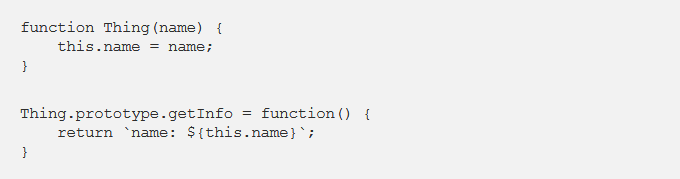 function Thing(name) {
    this.name = name;
}

Thing.prototype.getInfo = function() {
    return `name: ${this.name}`;
}